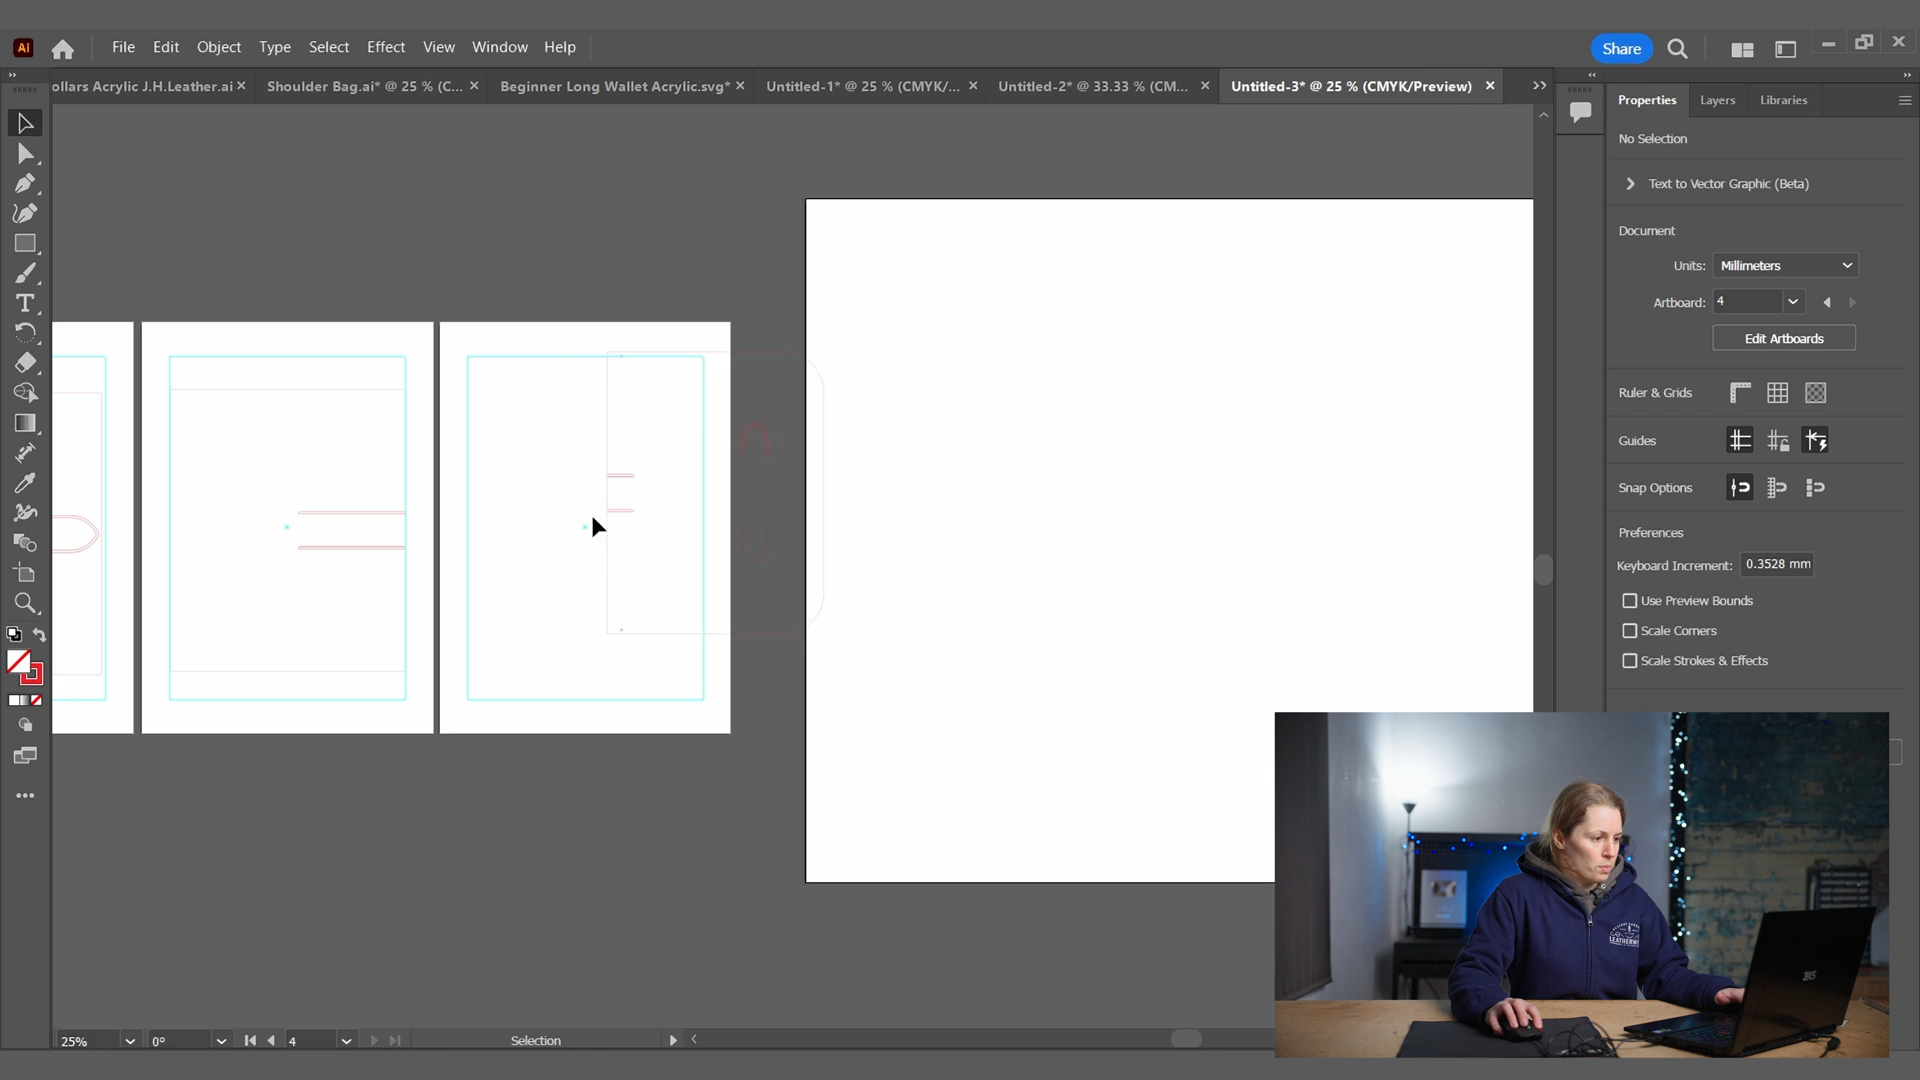 Ai File Edit Object Type Select Effect View Window Help Share
ollars Acrylic J.H.Leather.ai Shoulder Bag.ai* @ 25 % (C... Beginner Long Wallet Acrylic.svg* Untitled-1* @ 25 % (CMYK/... Untitled-2* @ 33.33 % (CM... Untitled-3* @ 25 % (CMYK/Preview)
Properties Layers Libraries
No Selection
Text to Vector Graphic (Beta)
Document
Units: Millimeters
Artboard: 4
Edit Artboards
Ruler & Grids
Guides
Snap Options
Preferences
Keyboard Increment: 0.3528 mm
Use Preview Bounds
Scale Corners
Scale Strokes & Effects
LEATHERW
25% 0° 4 Selection